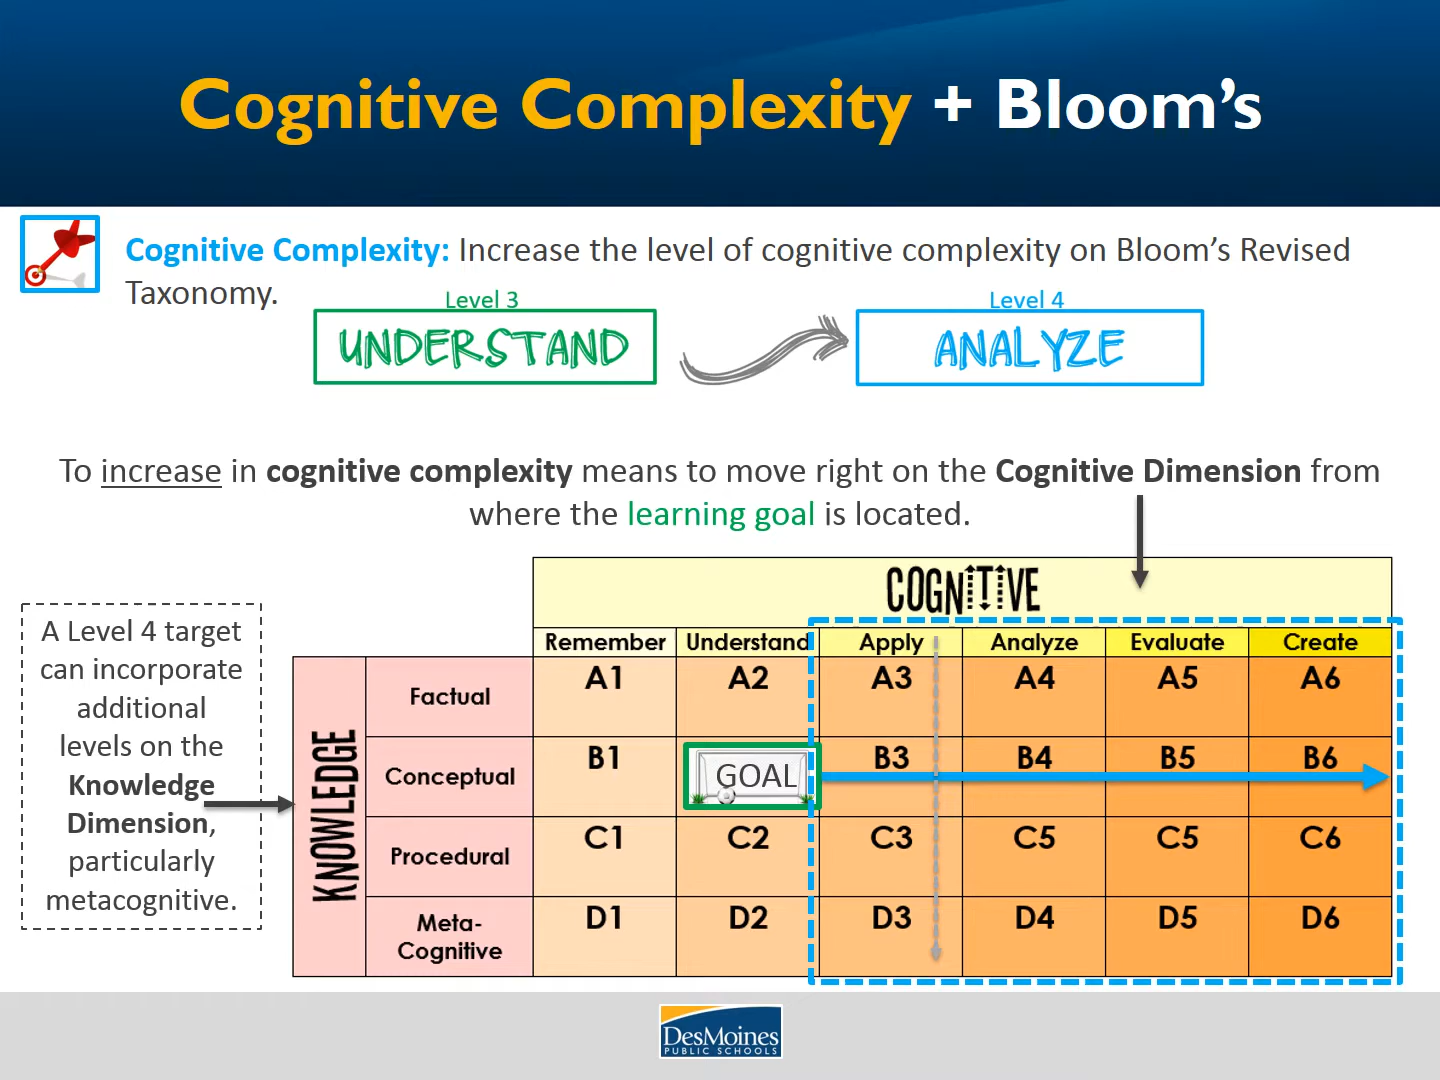 Cognitive Complexity + Bloom's
Cognitive Complexity: Increase the level of cognitive complexity on Bloom's Revised
Taxonomy.
Level 3
UNDERSTAND
Level 4
ANALYZE
To increase in cognitive complexity means to move right on the Cognitive Dimension from
where the learning goal is located.
A Level 4 target
can incorporate
additional
levels on the
Knowledge
Dimension,
particularly
metacognitive.
COGNITIVE
Remember Understand Apply Analyze Evaluate Create
KNOWLEDGE
Factual A1 A2 A3 A4 A5 A6
Conceptual B1 GOAL B3 B4 B5 B6
Procedural C1 C2 C3 C5 C5 C6
Meta-
Cognitive D1 D2 D3 D4 D5 D6
DesMoines
PUBLIC SCHOOLS